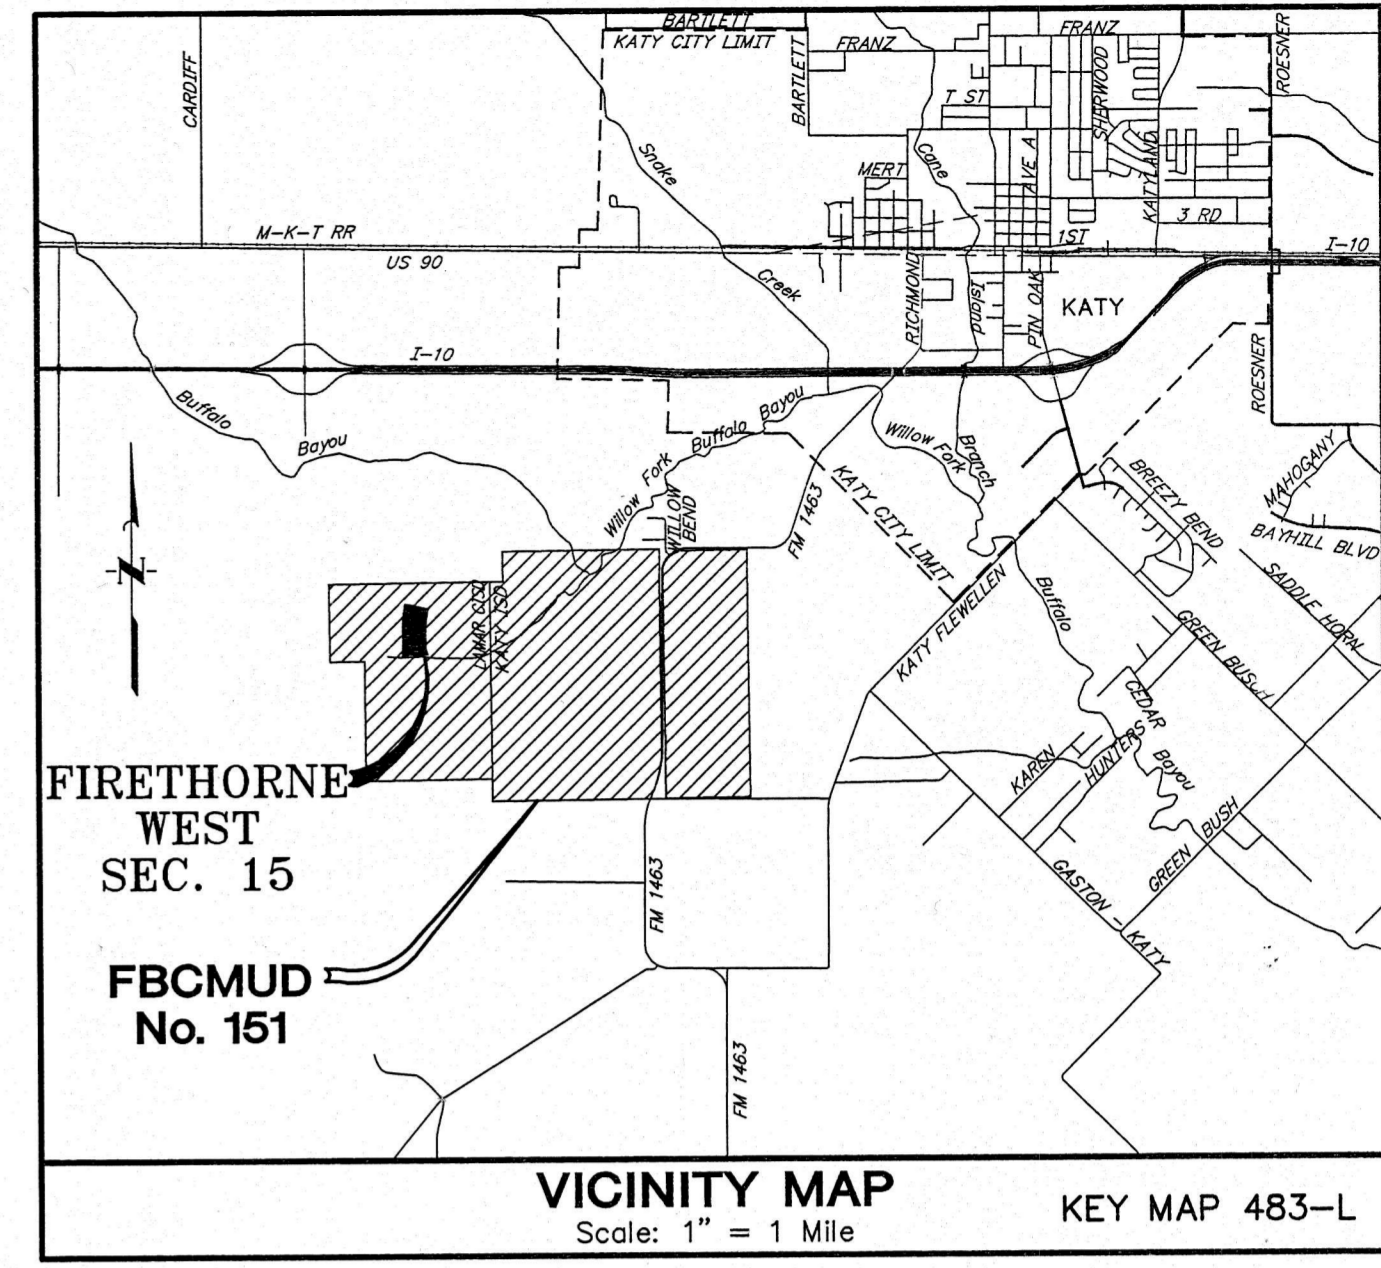 BARTLETT
KATY CITY LIMIT
FRANZ
FRANZ
ROESNER
CARDIFF
BARTLETT
SHERWOOD
T ST
Snake
Cane
MERT
AVE A
KATYLAND
3 RD
M-K-T RR
1ST
I-10
US 90
Creek
RICHMOND
Island
PIN OAK
KATY
I-10
ROESNER
Buffalo
Bayou
Buffalo
Bayou
Willow Fork
Willow Fork
Branch
WILLOW
BEND
FM 1463
KATY CITY LIMIT
BREEZY BEND
MAHOGANY
BAYHILL BLVD
N
LAMAR CISD
KATY ISD
KATY FLEWELLEN
Buffalo
SADDLE HORN
GREEN BUSCH
CEDAR
HUNTERS
KAREN
Bayou
FIRETHORNE
WEST
SEC. 15
FM 1463
GASTON -
KATY
GREEN BUSH
FBCMUD
No. 151
FM 1463
VICINITY MAP
Scale: 1" = 1 Mile
KEY MAP 483-L